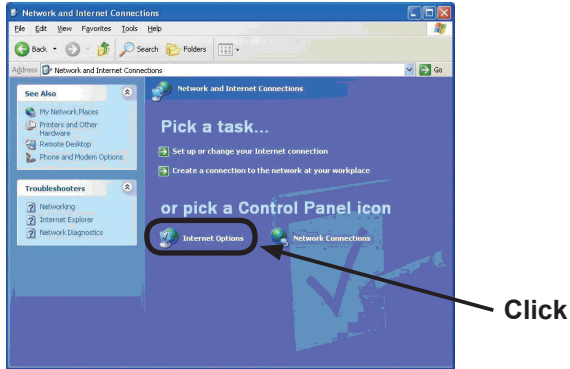 Network and Internet Connections
File Edit View Favorites Tools Help
Back Search Folders
Address Network and Internet Connections Go
See Also
My Network Places
Printers and Other
Hardware
Remote Desktop
Phone and Modem Options
Troubleshooters
Networking
Internet Explorer
Network Diagnostics
Network and Internet Connections
Pick a task...
Set up or change your Internet connection
Create a connection to the network at your workplace
or pick a Control Panel icon
Internet Options Network Connections
Click